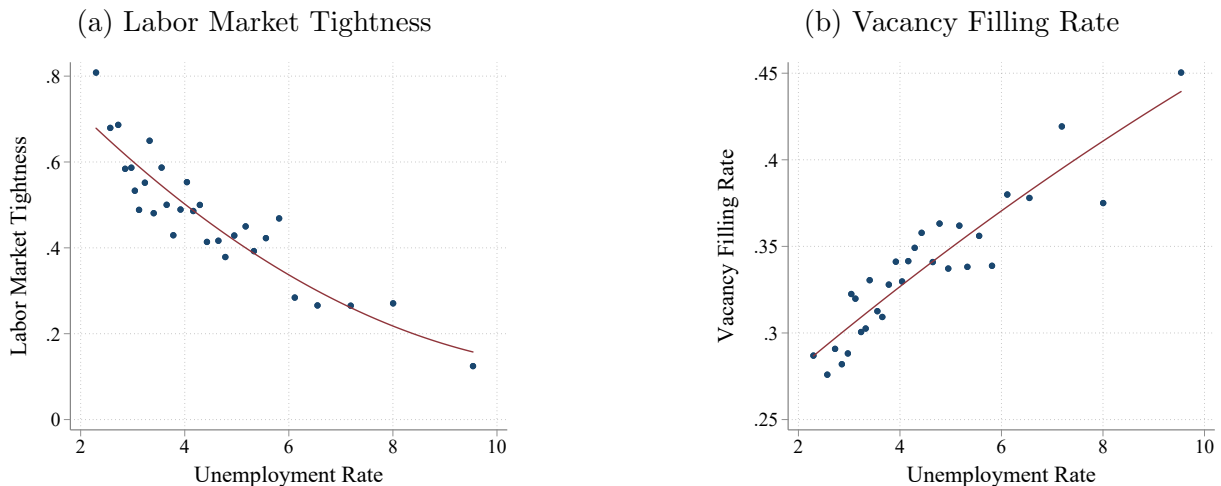 (a) Labor Market Tightness
Labor Market Tightness
.8
.6
.4
.2
0
2 4 6 8 10
Unemployment Rate
(b) Vacancy Filling Rate
Vacancy Filling Rate
.45
.4
.35
.3
.25
2 4 6 8 10
Unemployment Rate